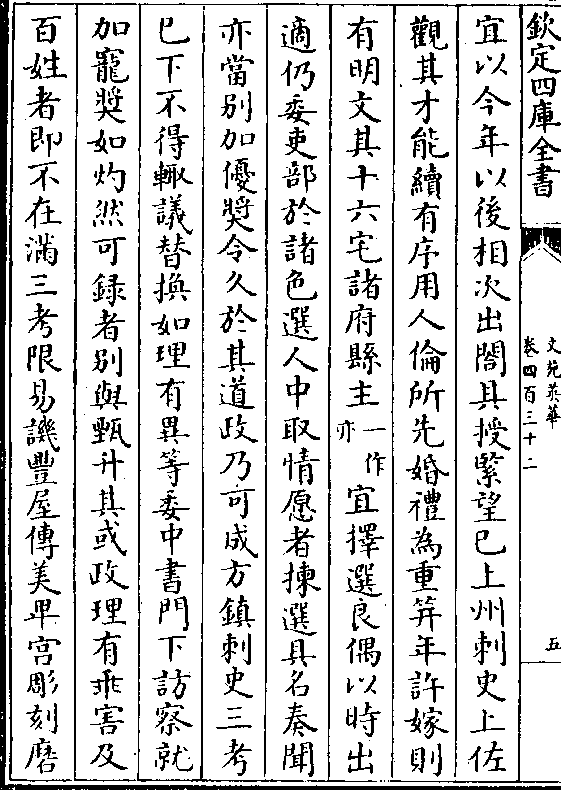 欽定四庫全書
文苑英華
卷四百三十二
五
宜以今年以後相次出閤其授緊望已上州刺史上佐
觀其才能續有序用人倫所先婚禮為重笄年許嫁則
有明文其十六宅諸府縣主一作亦宜擇選良偶以時出
適仍委吏部於諸色選人中取情愿者揀選具名奏聞
亦當别加優奬令久於其道政乃可成方鎮刺史三考
已下不得輙議替換如理有異等委中書門下訪察就
加寵奬如灼然可録者别與甄升其或政理有乖害及
百姓者即不在滿三考限易譏豐屋傳美卑宫彫刻磨